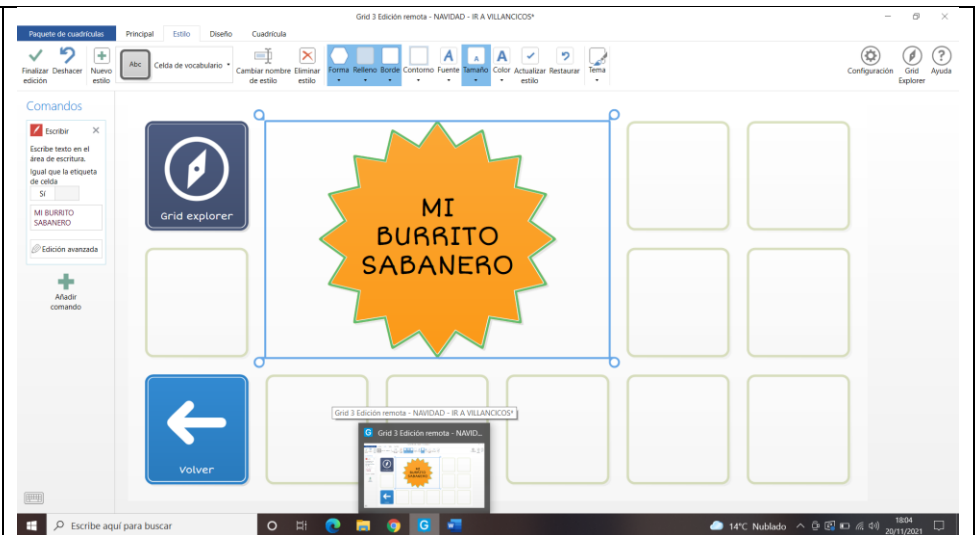 Grid 3 Edición remota - NAVIDAD - IR A VILLANCICOS*
Paquete de cuadrículas Principal Estilo Diseño Cuadrícula
Finalizar edición
Deshacer
Nuevo estilo
Abc
Celda de vocabulario
Cambiar nombre de estilo
Eliminar estilo
Forma
Relleno
Borde
Contorno
Fuente
Tamaño
Color
Actualizar estilo
Restaurar
Tema
Configuración
Grid Explorer
Ayuda
Comandos
Escribir
Escribe texto en el
área de escritura.
Igual que la etiqueta
de celda
Sí
MI BURRITO
SABANERO
Edición avanzada
Añadir
comando
Grid explorer
MI
BURRITO
SABANERO
Volver
Grid 3 Edición remota - NAVIDAD - IR A VILLANCICOS*
Grid 3 Edición remota - NAVID...
MI
BURRITO
SABANERO
Escribe aquí para buscar
14°C Nublado
18:04
20/11/2021